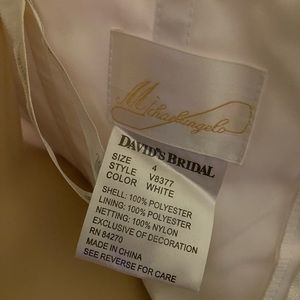 Michaelangelo
DAVID'S BRIDAL
SIZE 4
STYLE V8377
COLOR WHITE
SHELL: 100% POLYESTER
LINING: 100% POLYESTER
NETTING: 100% NYLON
EXCLUSIVE OF DECORATION
RN 84270
MADE IN CHINA
SEE REVERSE FOR CARE